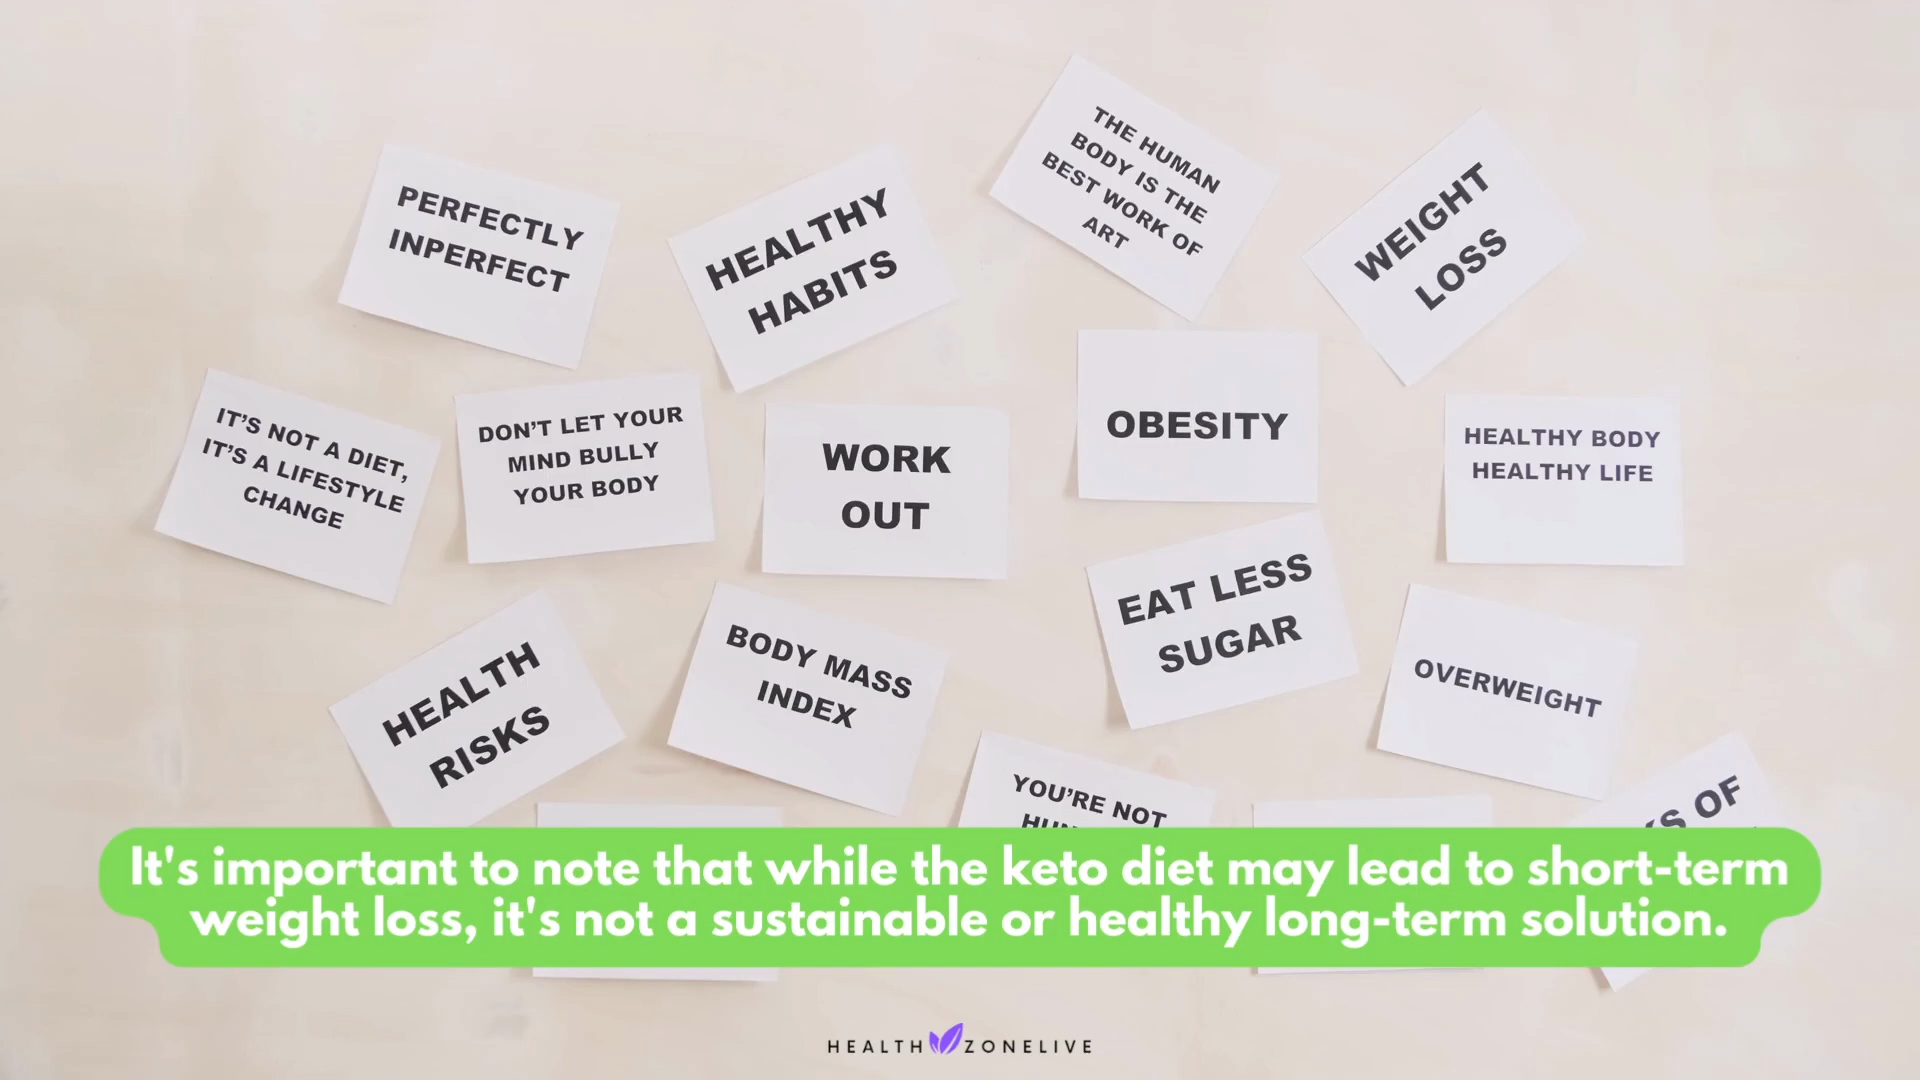 THE HUMAN
BODY IS THE
BEST WORK OF
ART
PERFECTLY
INPERFECT
HEALTHY
HABITS
WEIGHT
LOSS
IT'S NOT A DIET,
IT'S A LIFESTYLE
CHANGE
DON'T LET YOUR
MIND BULLY
YOUR BODY
WORK
OUT
OBESITY
HEALTHY BODY
HEALTHY LIFE
EAT LESS
SUGAR
HEALTH
RISKS
BODY MASS
INDEX
OVERWEIGHT
YOU'RE NOT
OF
It's important to note that while the keto diet may lead to short-term
weight loss, it's not a sustainable or healthy long-term solution.
HEALTH ZONELIVE